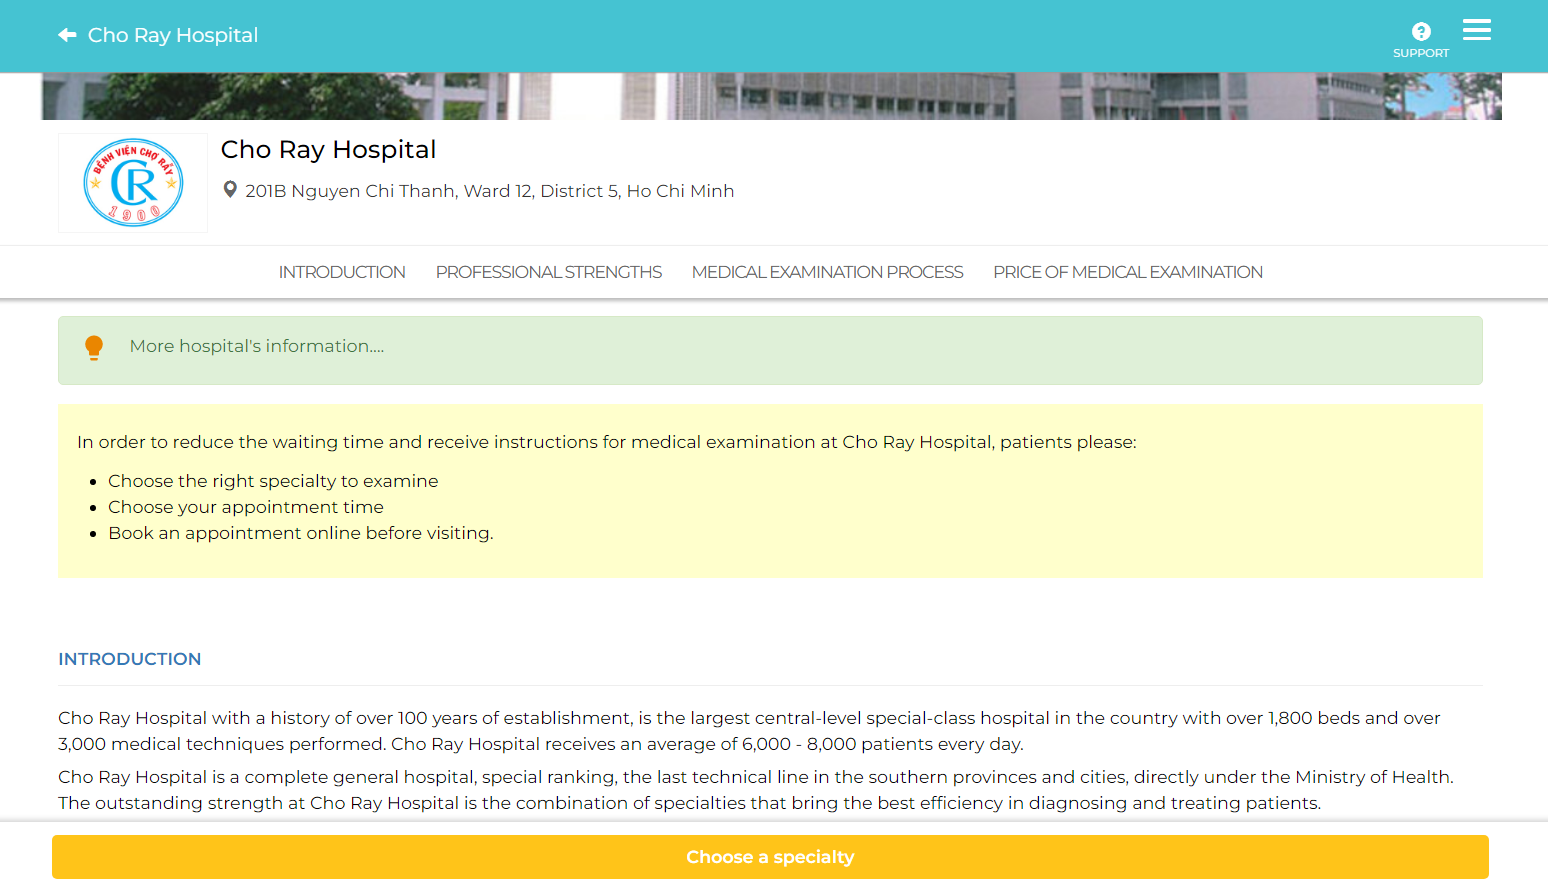 Cho Ray Hospital
SUPPORT
BỆNH VIỆN CHỢ RẪY
CR
1900
Cho Ray Hospital
201B Nguyen Chi Thanh, Ward 12, District 5, Ho Chi Minh
INTRODUCTION PROFESSIONAL STRENGTHS MEDICAL EXAMINATION PROCESS PRICE OF MEDICAL EXAMINATION
More hospital's information....
In order to reduce the waiting time and receive instructions for medical examination at Cho Ray Hospital, patients please:
• Choose the right specialty to examine
• Choose your appointment time
• Book an appointment online before visiting.
INTRODUCTION
Cho Ray Hospital with a history of over 100 years of establishment, is the largest central-level special-class hospital in the country with over 1,800 beds and over
3,000 medical techniques performed. Cho Ray Hospital receives an average of 6,000 - 8,000 patients every day.
Cho Ray Hospital is a complete general hospital, special ranking, the last technical line in the southern provinces and cities, directly under the Ministry of Health.
The outstanding strength at Cho Ray Hospital is the combination of specialties that bring the best efficiency in diagnosing and treating patients.
Choose a specialty